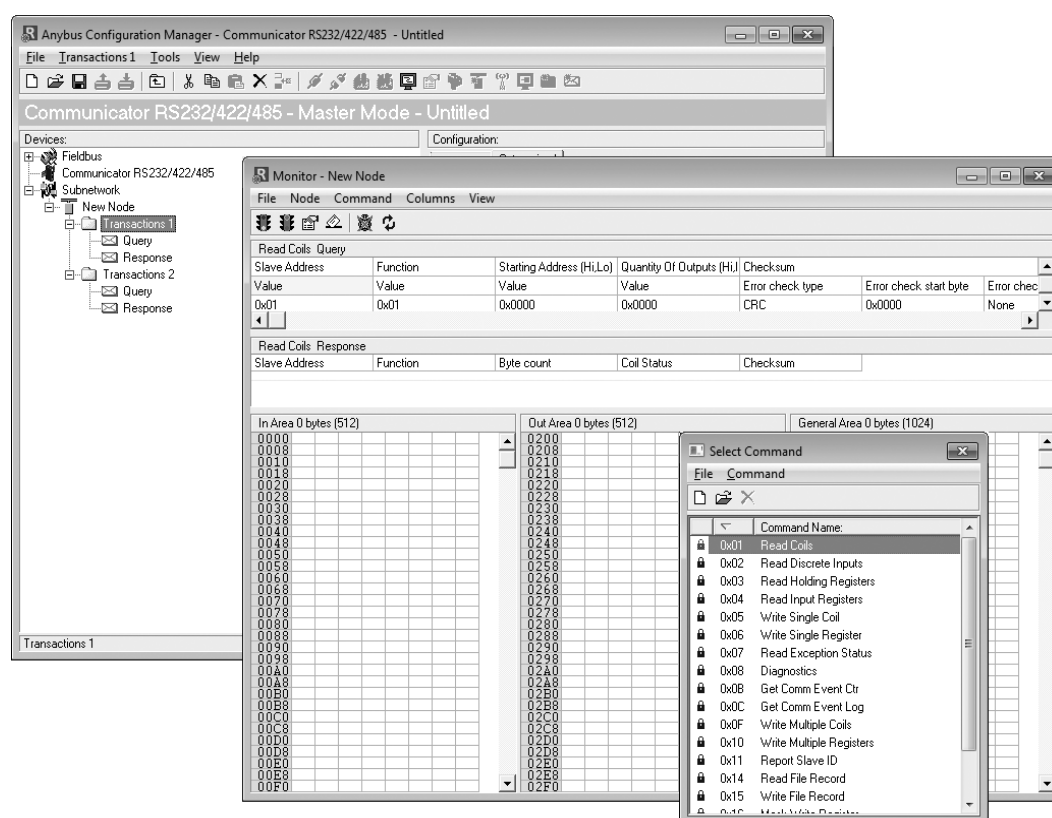 Anybus Configuration Manager - Communicator RS232/422/485 - Untitled
File Transactions 1 Tools View Help
Communicator RS232/422/485 - Master Mode - Untitled
Devices:
Configuration:
Fieldbus
Communicator RS232/422/485
Subnetwork
New Node
Transactions 1
Query
Response
Transactions 2
Query
Response
Transactions 1
Monitor - New Node
File Node Command Columns View
Read Coils Query
Slave Address Function Starting Address (Hi,Lo) Quantity Of Outputs (Hi,l Checksum
Value Value Value Value Error check type Error check start byte Error chec
0x01 0x01 0x0000 0x0000 CRC 0x0000 None
Read Coils Response
Slave Address Function Byte count Coil Status Checksum
In Area 0 bytes (512) Out Area 0 bytes (512) General Area 0 bytes (1024)
0000 0200
0008 0208
0010 0210
0018 0218
0020 0220
0028 0228
0030 0230
0038 0238
0040 0240
0048 0248
0050 0250
0058 0258
0060 0260
0068 0268
0070 0270
0078 0278
0080 0280
0088 0288
0090 0290
0098 0298
00A0 02A0
00A8 02A8
00B0 02B0
00B8 02B8
00C0 02C0
00C8 02C8
00D0 02D0
00D8 02D8
00E0 02E0
00E8 02E8
00F0 02F0
Select Command
File Command
Command Name:
0x01 Read Coils
0x02 Read Discrete Inputs
0x03 Read Holding Registers
0x04 Read Input Registers
0x05 Write Single Coil
0x06 Write Single Register
0x07 Read Exception Status
0x08 Diagnostics
0x0B Get Comm Event Ctr
0x0C Get Comm Event Log
0x0F Write Multiple Coils
0x10 Write Multiple Registers
0x11 Report Slave ID
0x14 Read File Record
0x15 Write File Record